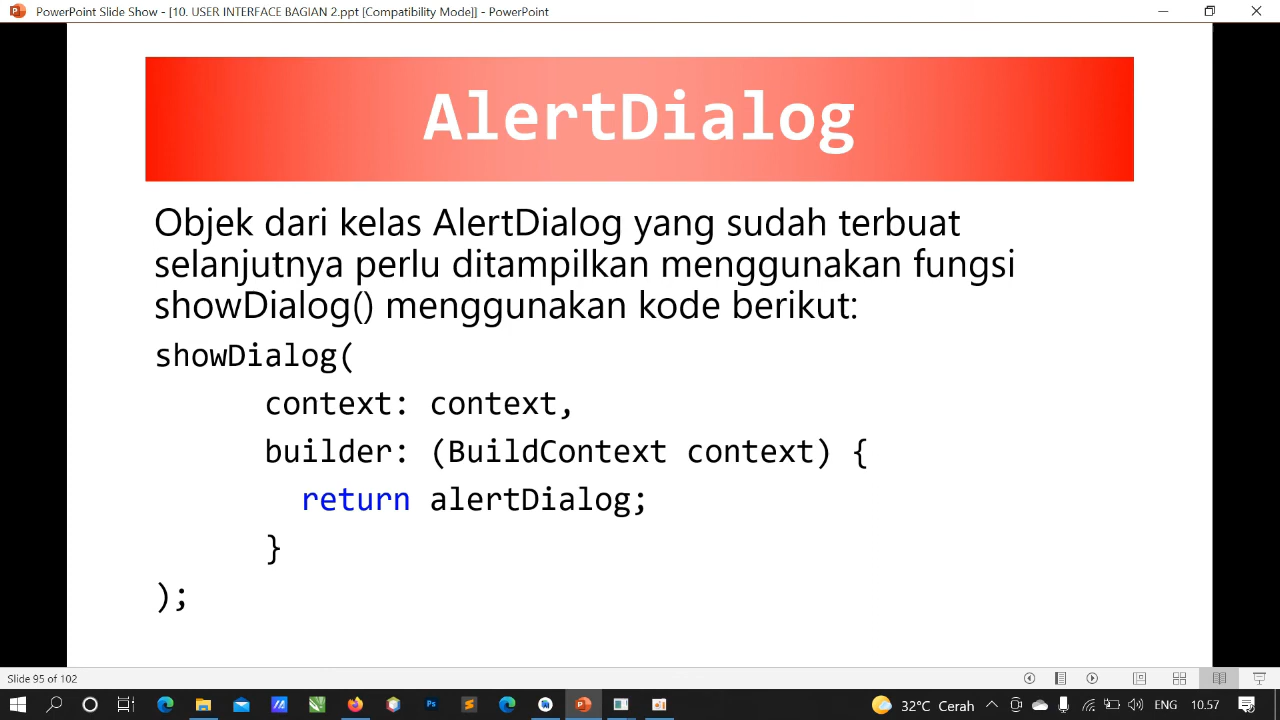 PowerPoint Slide Show - [10. USER INTERFACE BAGIAN 2.ppt [Compatibility Mode]] - PowerPoint
AlertDialog
Objek dari kelas AlertDialog yang sudah terbuat
selanjutnya perlu ditampilkan menggunakan fungsi
showDialog() menggunakan kode berikut:
showDialog(
context: context,
builder: (BuildContext context) {
return alertDialog;
}
);
Slide 95 of 102
32°C Cerah
ENG
10.57